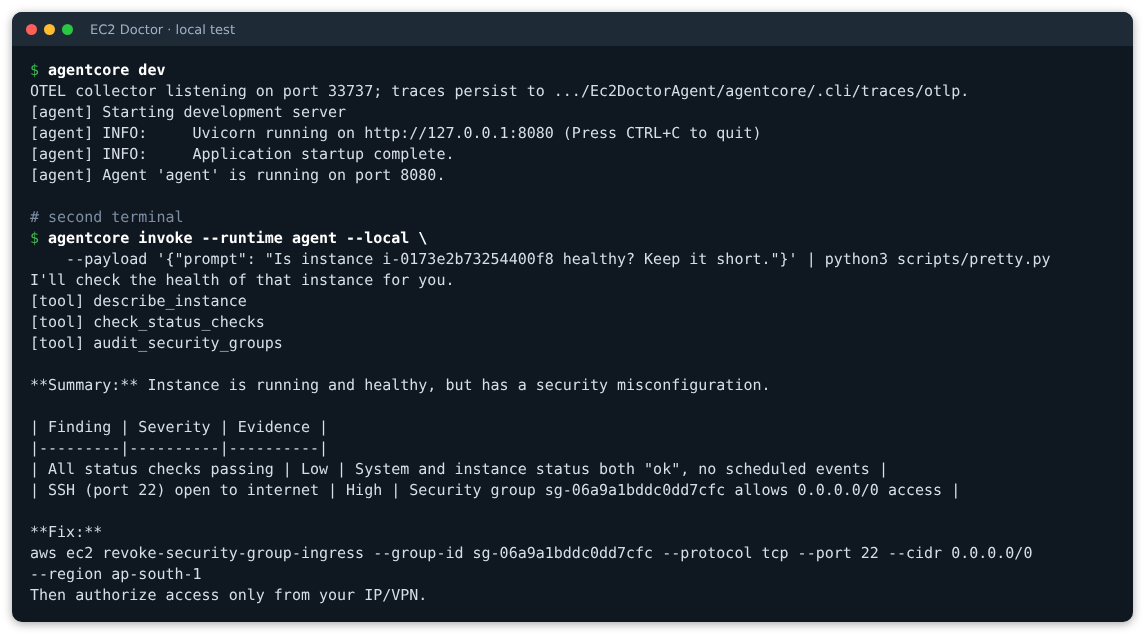 EC2 Doctor · local test
$ agentcore dev
OTEL collector listening on port 33737; traces persist to .../Ec2DoctorAgent/agentcore/.cli/traces/otlp.
[agent] Starting development server
[agent] INFO:     Uvicorn running on http://127.0.0.1:8080 (Press CTRL+C to quit)
[agent] INFO:     Application startup complete.
[agent] Agent 'agent' is running on port 8080.
# second terminal
$ agentcore invoke --runtime agent --local \
    --payload '{"prompt": "Is instance i-0173e2b73254400f8 healthy? Keep it short."}' | python3 scripts/pretty.py
I'll check the health of that instance for you.
[tool] describe_instance
[tool] check_status_checks
[tool] audit_security_groups
**Summary:** Instance is running and healthy, but has a security misconfiguration.
| Finding | Severity | Evidence |
|---------|----------|----------|
| All status checks passing | Low | System and instance status both "ok", no scheduled events |
| SSH (port 22) open to internet | High | Security group sg-06a9a1bddc0dd7cfc allows 0.0.0.0/0 access |
**Fix:**
aws ec2 revoke-security-group-ingress --group-id sg-06a9a1bddc0dd7cfc --protocol tcp --port 22 --cidr 0.0.0.0/0
--region ap-south-1
Then authorize access only from your IP/VPN.